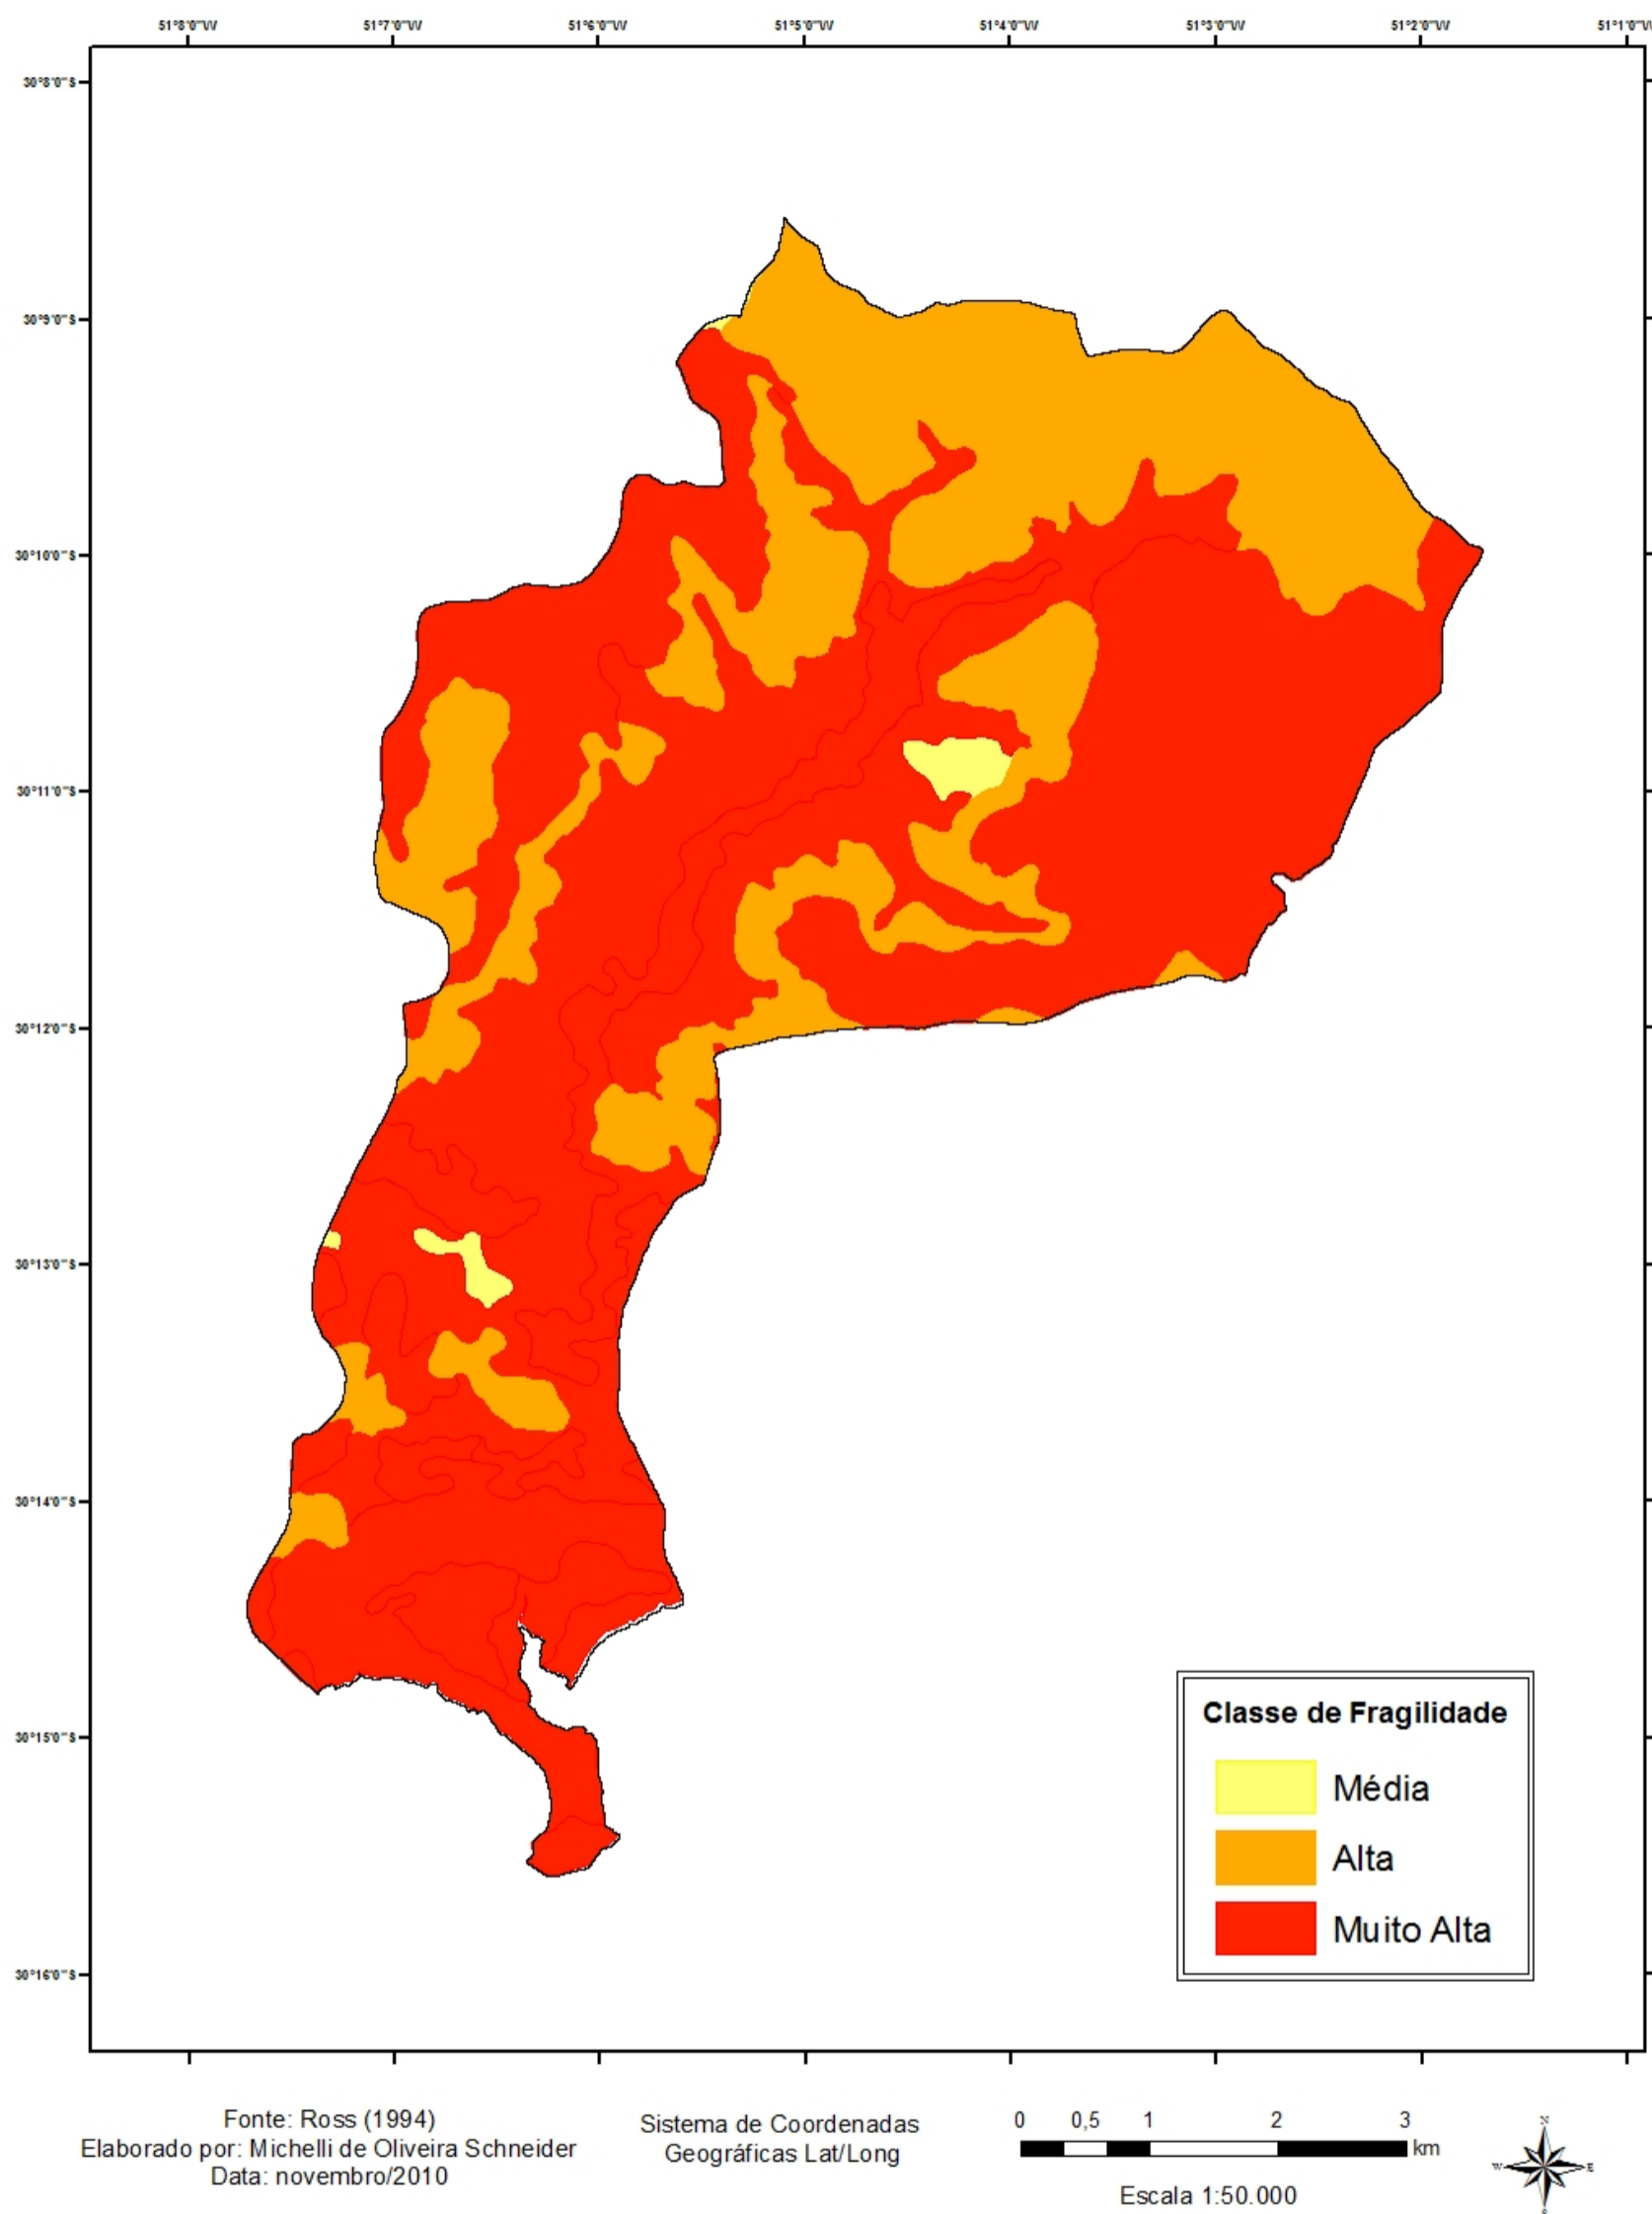 51°8'0"W 51°7'0"W 51°6'0"W 51°5'0"W 51°4'0"W 51°3'0"W 51°2'0"W 51°1'0"W
30°8'0"S
30°9'0"S
30°10'0"S
30°11'0"S
30°12'0"S
30°13'0"S
30°14'0"S
30°15'0"S
30°16'0"S
Classe de Fragilidade
Média
Alta
Muito Alta
Fonte: Ross (1994)
Elaborado por: Michelli de Oliveira Schneider
Data: novembro/2010
Sistema de Coordenadas
Geográficas Lat/Long
0 0,5 1 2 3
km
Escala 1:50.000
N
W E
S